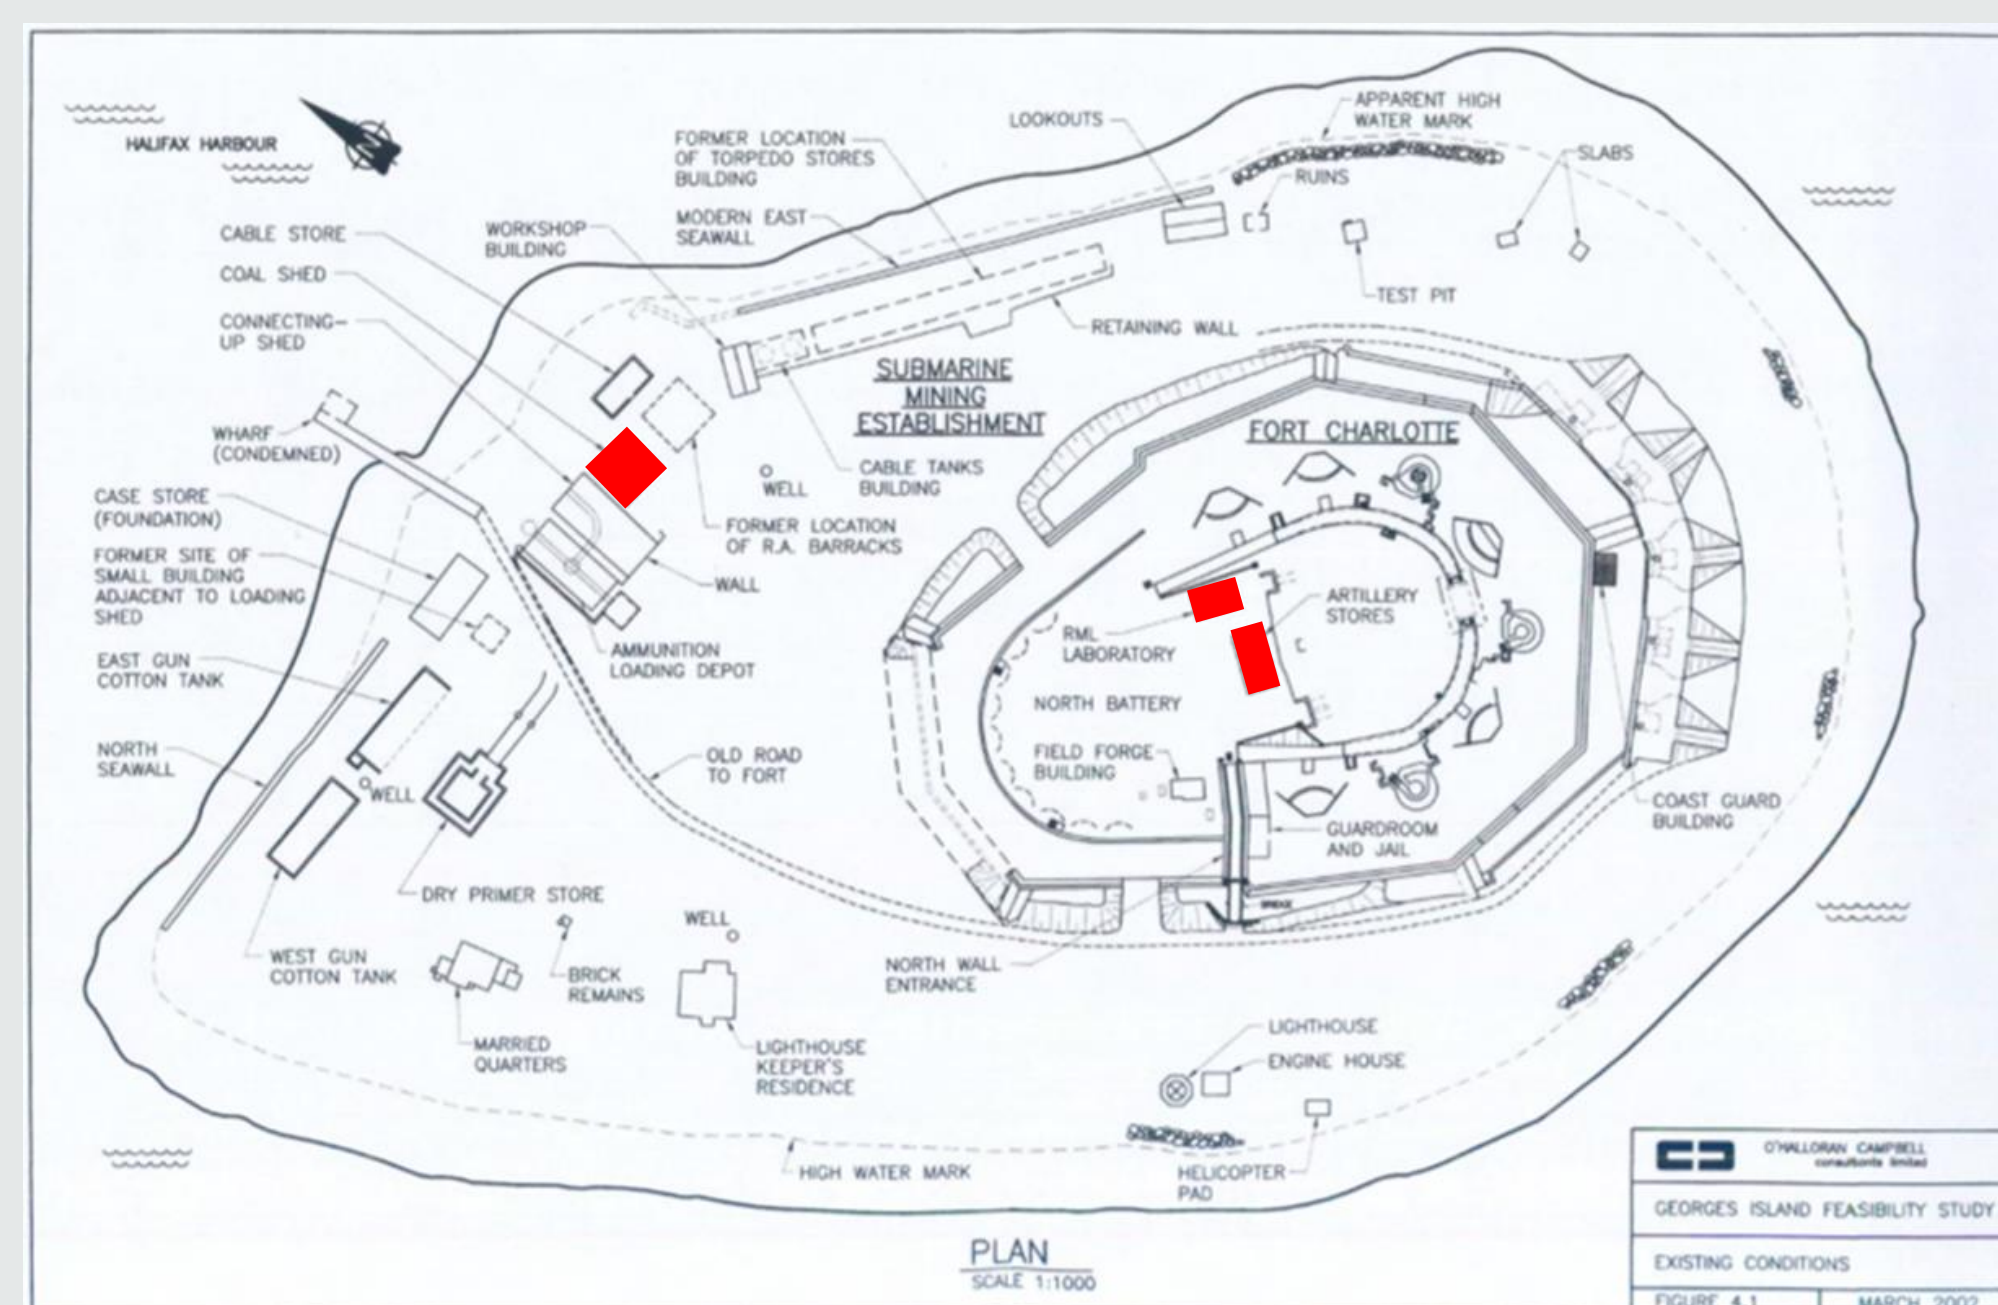 HALIFAX HARBOUR
N
FORMER LOCATION
OF TORPEDO STORES
BUILDING
LOOKOUTS
APPARENT HIGH
WATER MARK
SLABS
RUINS
CABLE STORE
WORKSHOP
BUILDING
MODERN EAST
SEAWALL
COAL SHED
CONNECTING-
UP SHED
TEST PIT
RETAINING WALL
SUBMARINE
MINING
ESTABLISHMENT
FORT CHARLOTTE
WHARF
(CONDEMNED)
CABLE TANKS
BUILDING
WELL
CASE STORE
(FOUNDATION)
FORMER LOCATION
OF R.A. BARRACKS
FORMER SITE OF
SMALL BUILDING
ADJACENT TO LOADING
SHED
WALL
ARTILLERY
STORES
RML
LABORATORY
AMMUNITION
LOADING DEPOT
EAST GUN
COTTON TANK
NORTH BATTERY
NORTH
SEAWALL
OLD ROAD
TO FORT
FIELD FORGE
BUILDING
WELL
COAST GUARD
BUILDING
GUARDROOM
AND JAIL
DRY PRIMER STORE
BRIDGE
WELL
WEST GUN
COTTON TANK
BRICK
REMAINS
NORTH WALL
ENTRANCE
MARRIED
QUARTERS
LIGHTHOUSE
KEEPER'S
RESIDENCE
LIGHTHOUSE
ENGINE HOUSE
HIGH WATER MARK
HELICOPTER
PAD
O'HALLORAN CAMPBELL
consultants limited
GEORGES ISLAND FEASIBILITY STUDY
EXISTING CONDITIONS
FIGURE 4.1
MARCH 2002
PLAN
SCALE 1:1000